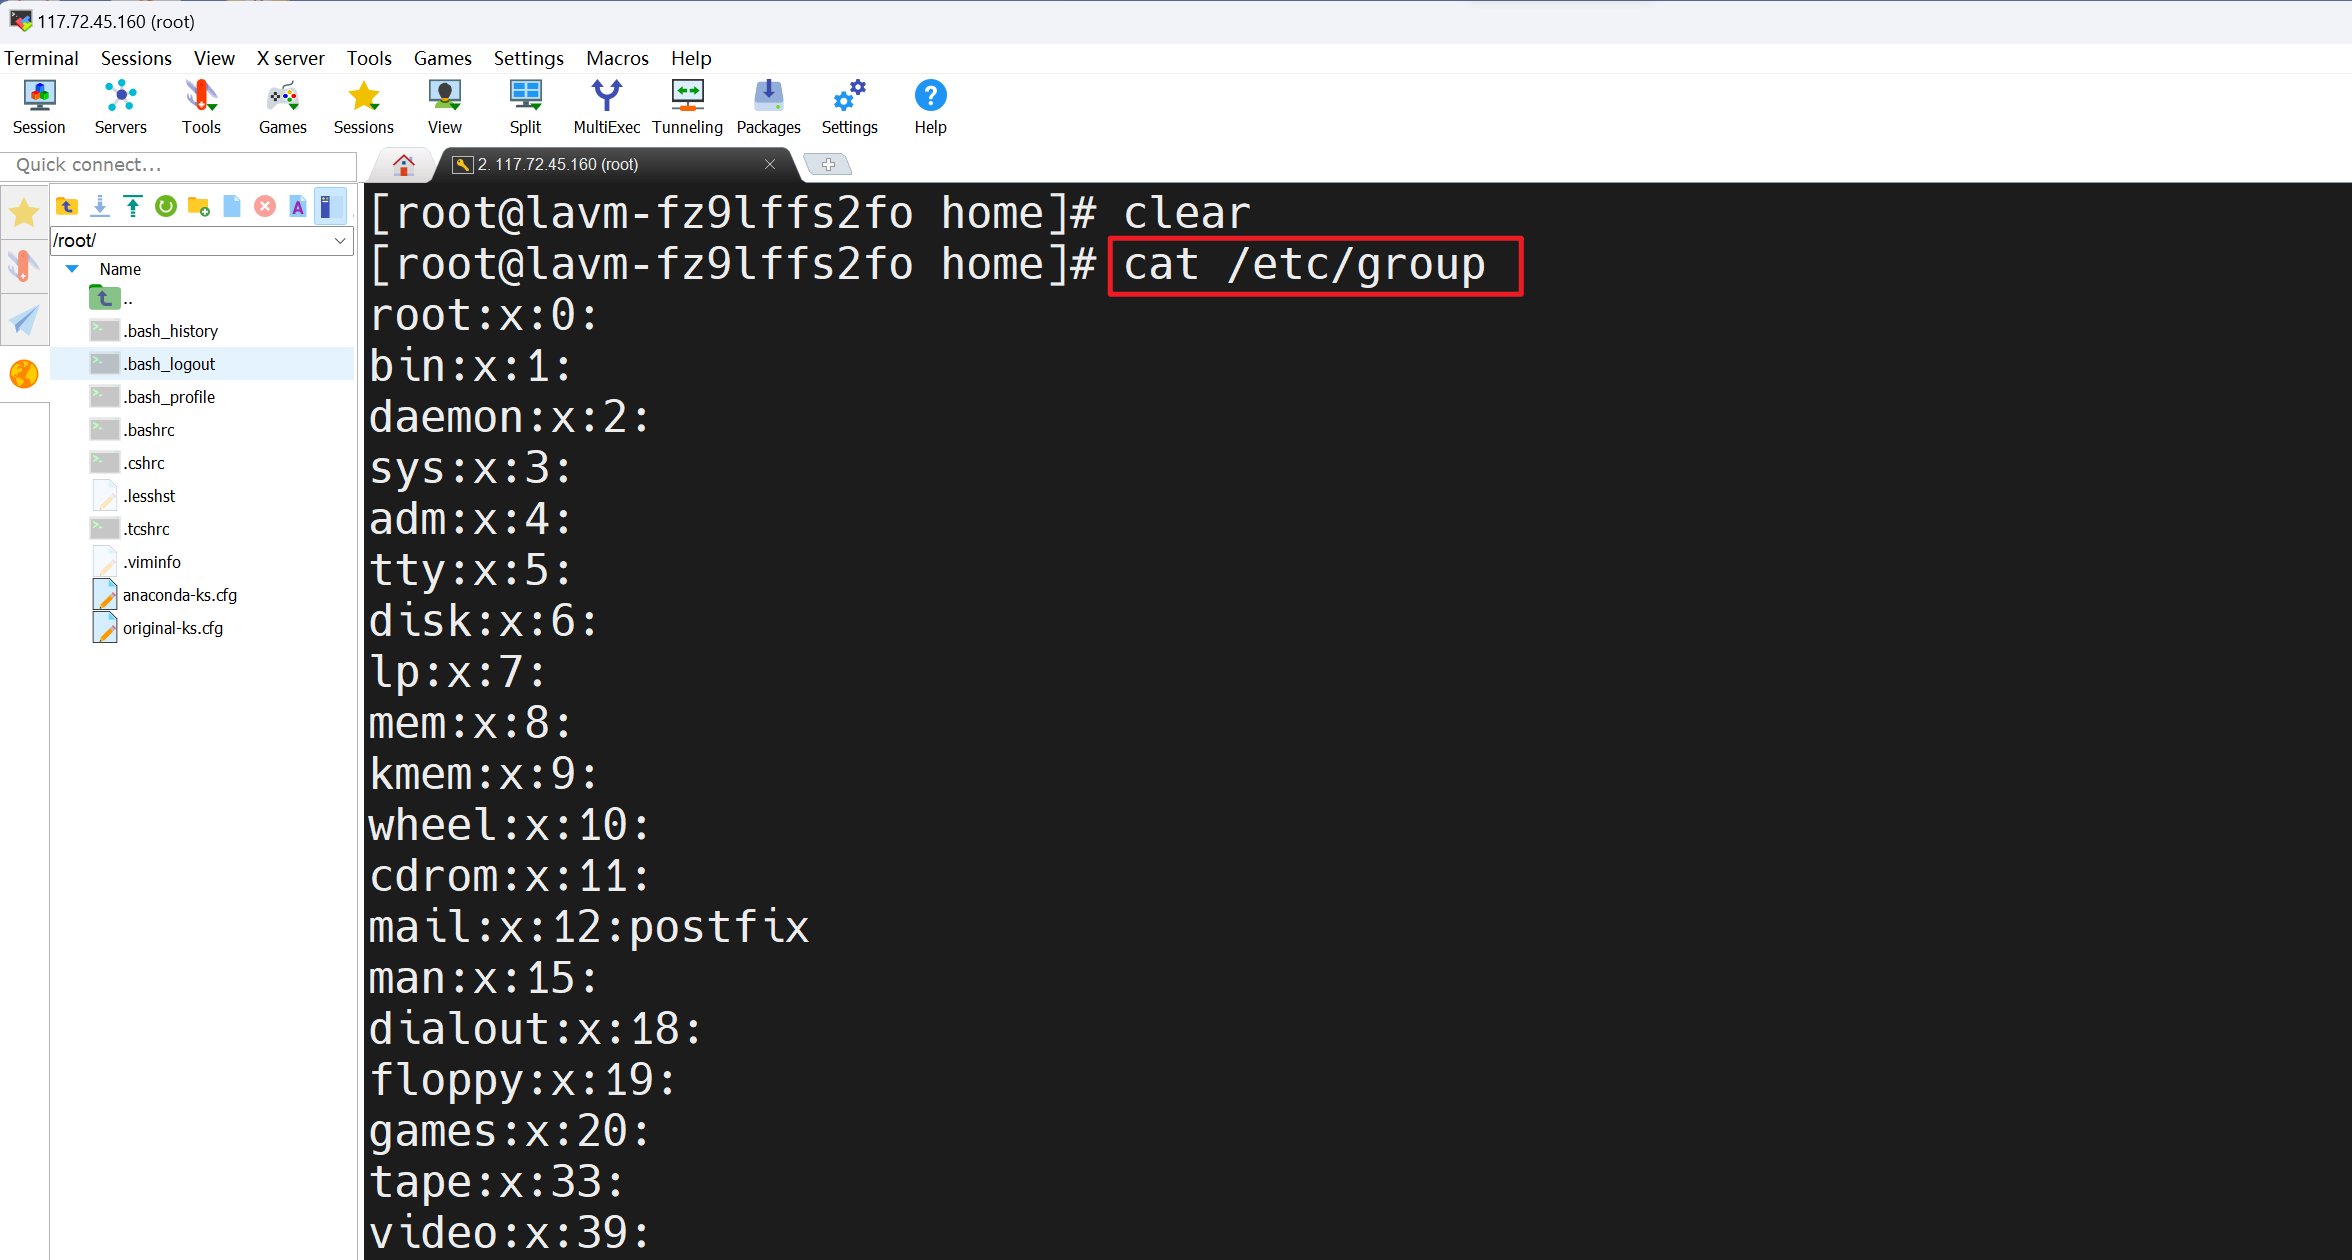 117.72.45.160 (root)
Terminal Sessions View X server Tools Games Settings Macros Help
Session Servers Tools Games Sessions View Split MultiExec Tunneling Packages Settings Help
Quick connect...
2. 117.72.45.160 (root)
/root/
Name
..
.bash_history
.bash_logout
.bash_profile
.bashrc
.cshrc
.lesshst
.tcshrc
.viminfo
anaconda-ks.cfg
original-ks.cfg
[root@lavm-fz9lffs2fo home]# clear
[root@lavm-fz9lffs2fo home]# cat /etc/group
root:x:0:
bin:x:1:
daemon:x:2:
sys:x:3:
adm:x:4:
tty:x:5:
disk:x:6:
lp:x:7:
mem:x:8:
kmem:x:9:
wheel:x:10:
cdrom:x:11:
mail:x:12:postfix
man:x:15:
dialout:x:18:
floppy:x:19:
games:x:20:
tape:x:33:
video:x:39: